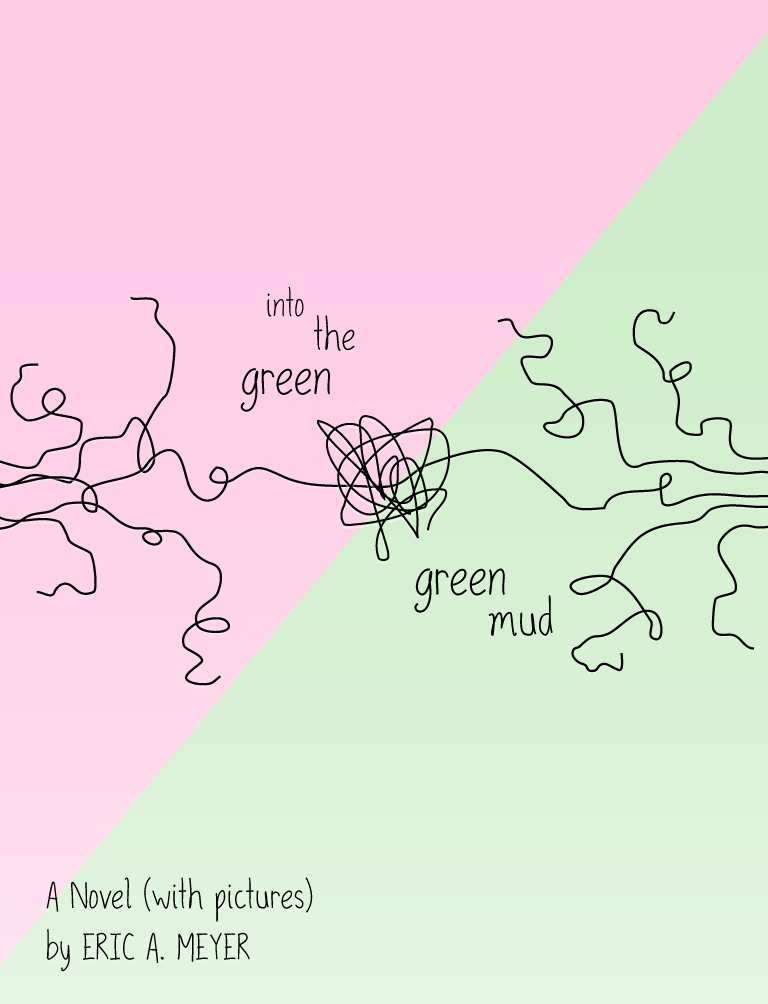 into
the
green
green
mud
A Novel (with pictures)
by ERIC A. MEYER